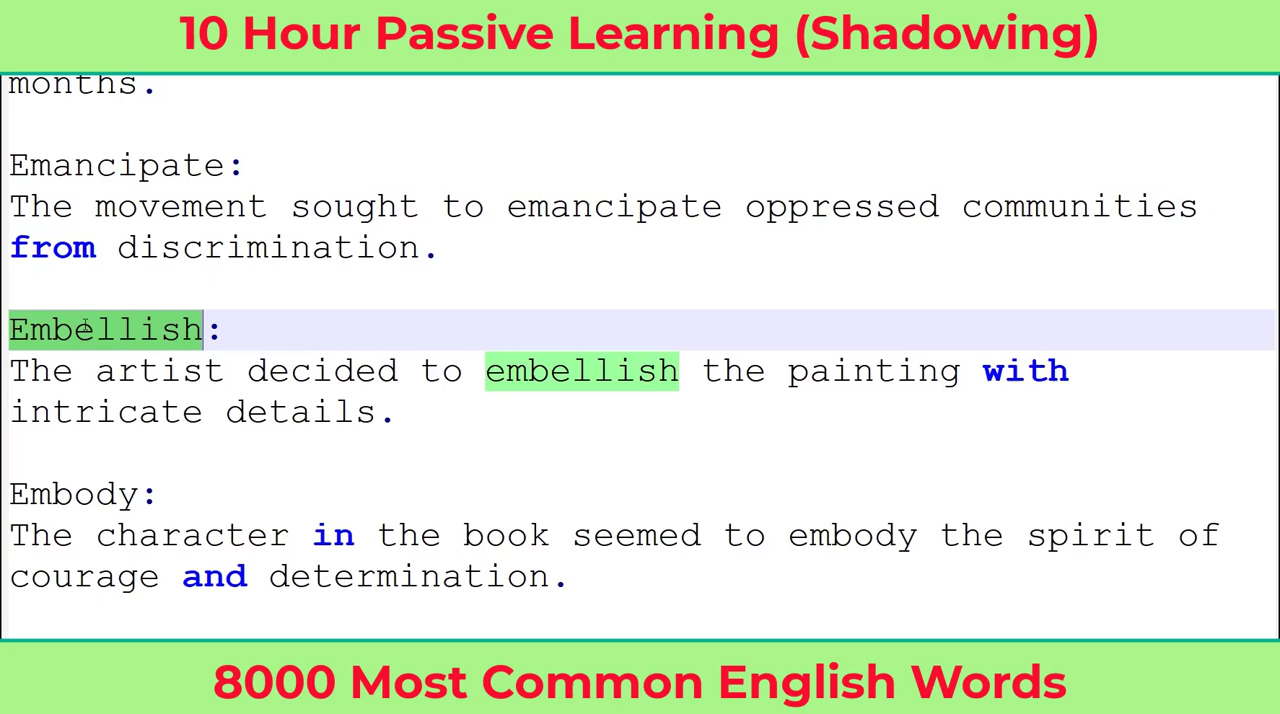 10 Hour Passive Learning (Shadowing)
months.
Emancipate:
The movement sought to emancipate oppressed communities
from discrimination.
Embellish:
The artist decided to embellish the painting with
intricate details.
Embody:
The character in the book seemed to embody the spirit of
courage and determination.
8000 Most Common English Words